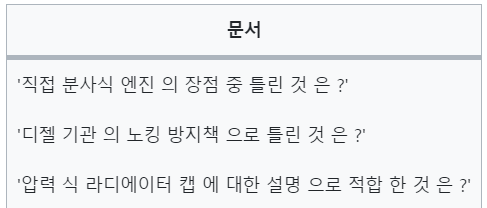 문서
'직접 분사식 엔진 의 장점 중 틀린 것 은 ?'
'디젤 기관 의 노킹 방지책 으로 틀린 것 은 ?'
'압력 식 라디에이터 캡 에 대한 설명 으로 적합 한 것 은 ?'